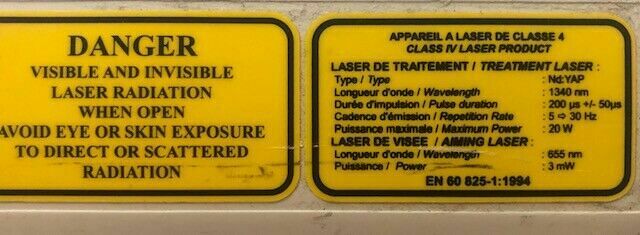 DANGER
VISIBLE AND INVISIBLE
LASER RADIATION
WHEN OPEN
AVOID EYE OR SKIN EXPOSURE
TO DIRECT OR SCATTERED
RADIATION
APPAREIL A LASER DE CLASSE 4
CLASS IV LASER PRODUCT
LASER DE TRAITEMENT / TREATMENT LASER :
Type / Type : Nd:YAP
Longueur d'onde / Wavelength : 1340 nm
Durée d'impulsion / Pulse duration : 200 µs +/- 50µs
Cadence d'émission / Repetition Rate : 5 ⇨ 30 Hz
Puissance maximale / Maximum Power : 20 W
LASER DE VISEE / AIMING LASER :
Longueur d'onde / Wavelength : 655 nm
Puissance / Power : 3 mW
EN 60 825-1:1994